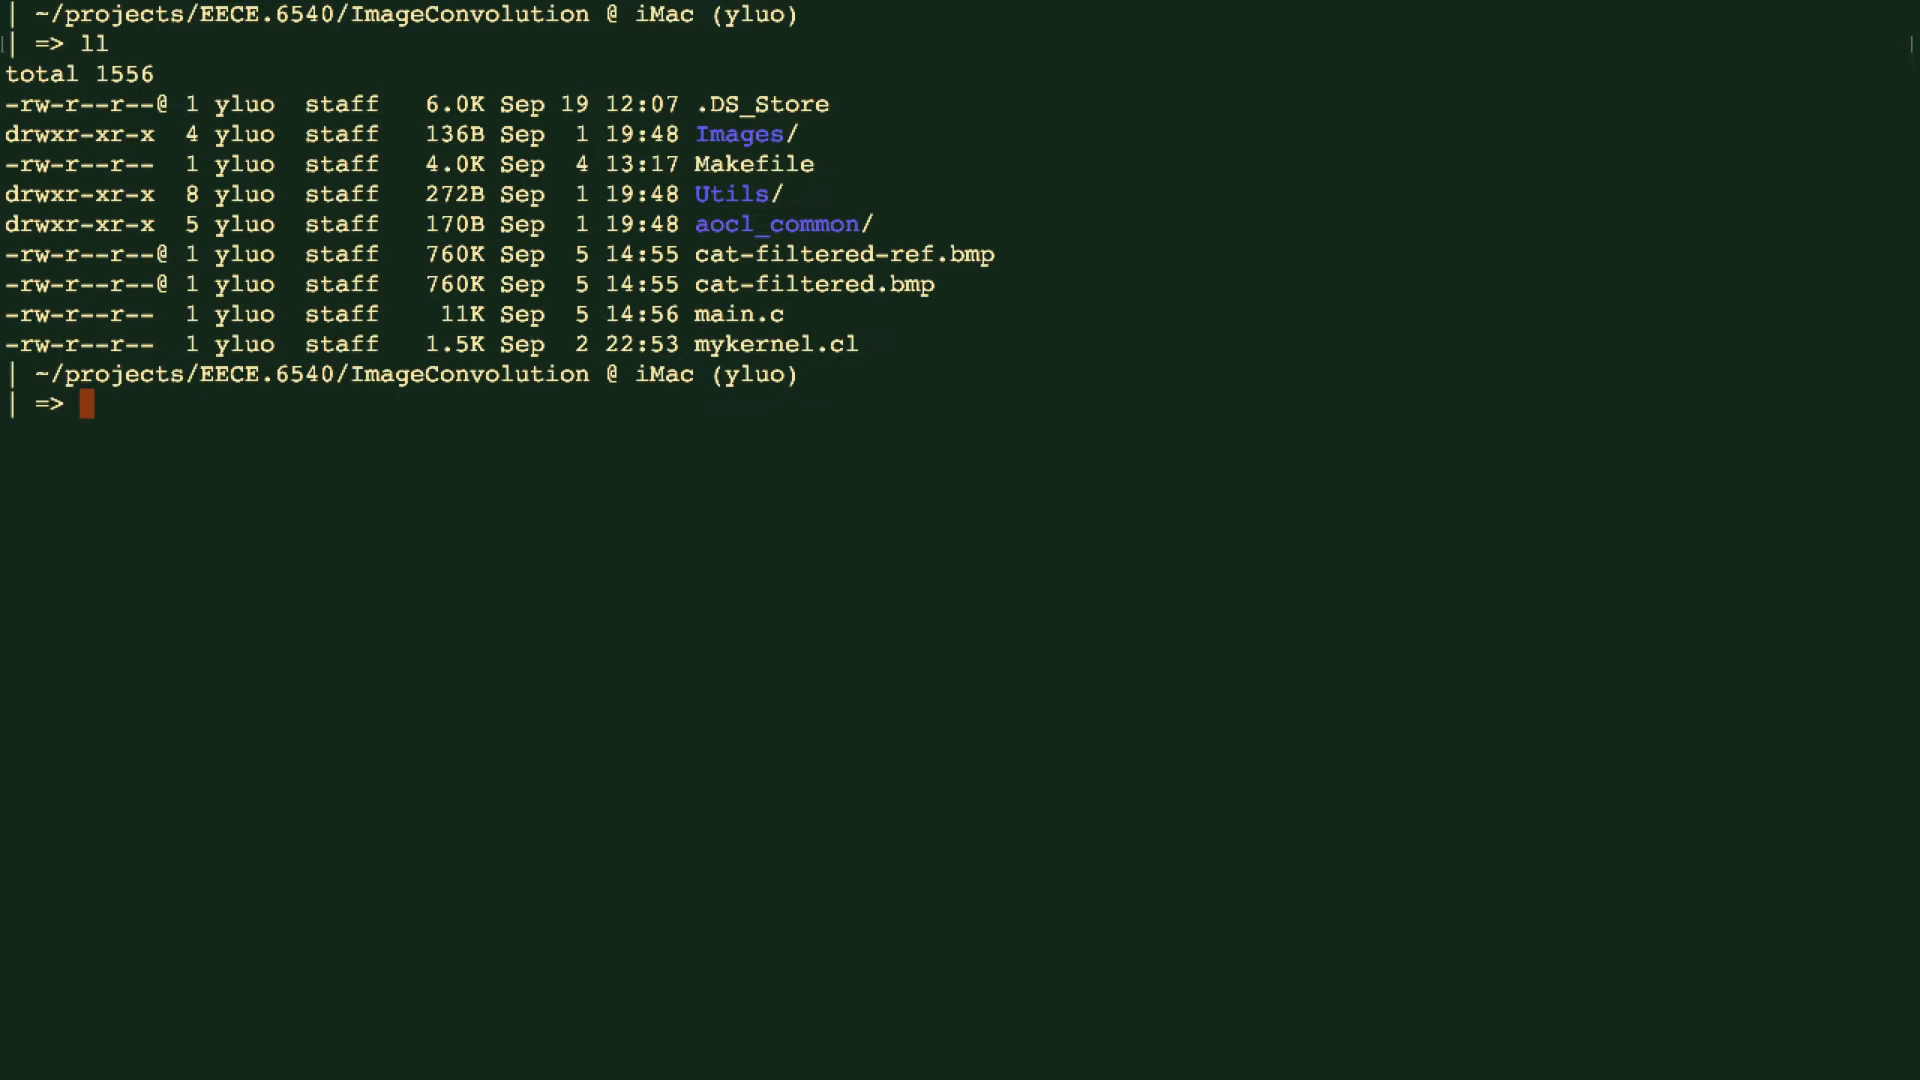 | ~/projects/EECE.6540/ImageConvolution @ iMac (yluo)
| => ll
total 1556
-rw-r--r--@ 1 yluo  staff   6.0K Sep 19 12:07 .DS_Store
drwxr-xr-x  4 yluo  staff   136B Sep  1 19:48 Images/
-rw-r--r--  1 yluo  staff   4.0K Sep  4 13:17 Makefile
drwxr-xr-x  8 yluo  staff   272B Sep  1 19:48 Utils/
drwxr-xr-x  5 yluo  staff   170B Sep  1 19:48 aocl_common/
-rw-r--r--@ 1 yluo  staff   760K Sep  5 14:55 cat-filtered-ref.bmp
-rw-r--r--@ 1 yluo  staff   760K Sep  5 14:55 cat-filtered.bmp
-rw-r--r--  1 yluo  staff    11K Sep  5 14:56 main.c
-rw-r--r--  1 yluo  staff   1.5K Sep  2 22:53 mykernel.cl
| ~/projects/EECE.6540/ImageConvolution @ iMac (yluo)
| =>